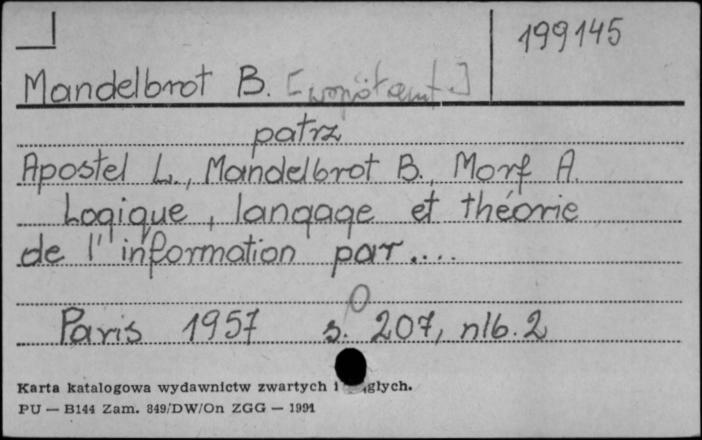 199145
Mandelbrot B. [współaut.]
patrz
Apostel L., Mandelbrot B., Morf A.
Logique, langage et théorie
de l'information par....
Paris 1957 s. 207, nlb. 2
Karta katalogowa wydawnictw zwartych i
PU — B144 Zam. 849/DW/On ZGG — 1991